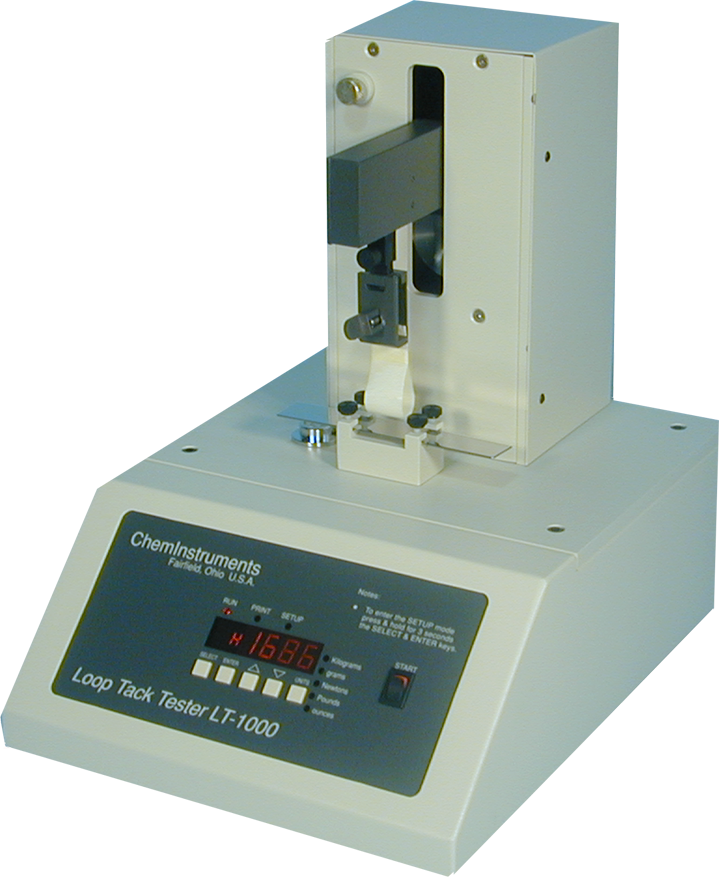 ChemInstruments
Fairfield, Ohio U.S.A.
Notes:
• To enter the SETUP mode
press & hold for 3 seconds
the SELECT & ENTER keys.
RUN PRINT SETUP
1686
Kilograms
grams
Newtons
Pounds
ounces
SELECT ENTER UNITS
START
Loop Tack Tester LT-1000